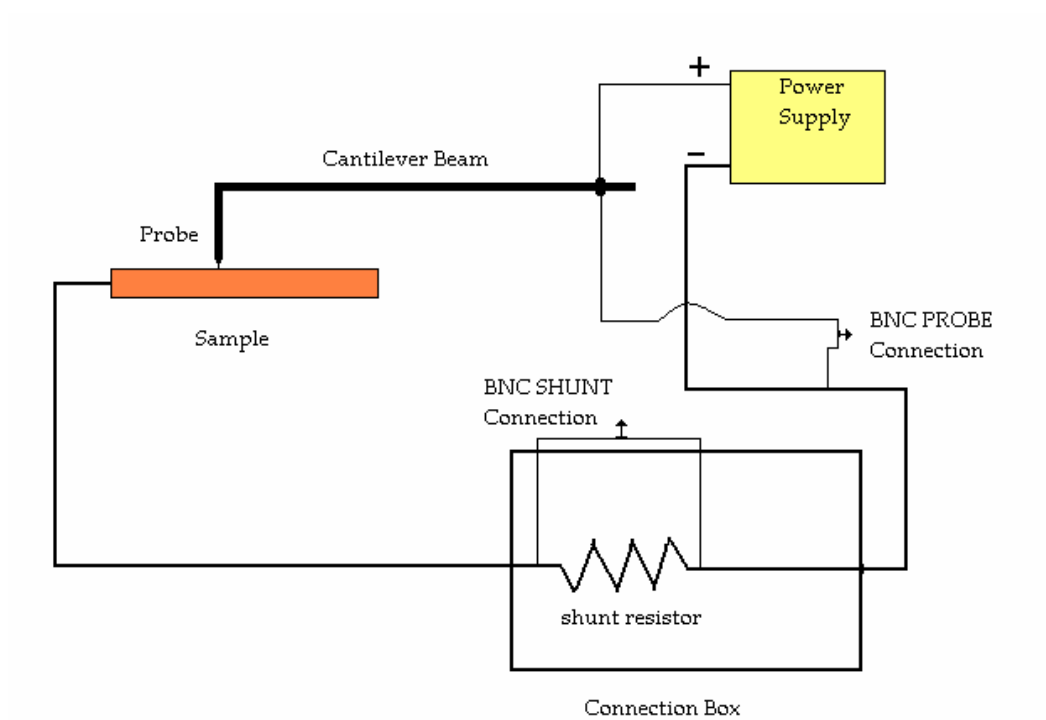 +
Power
Supply
−
Cantilever Beam
Probe
Sample
BNC PROBE
Connection
BNC SHUNT
Connection
shunt resistor
Connection Box